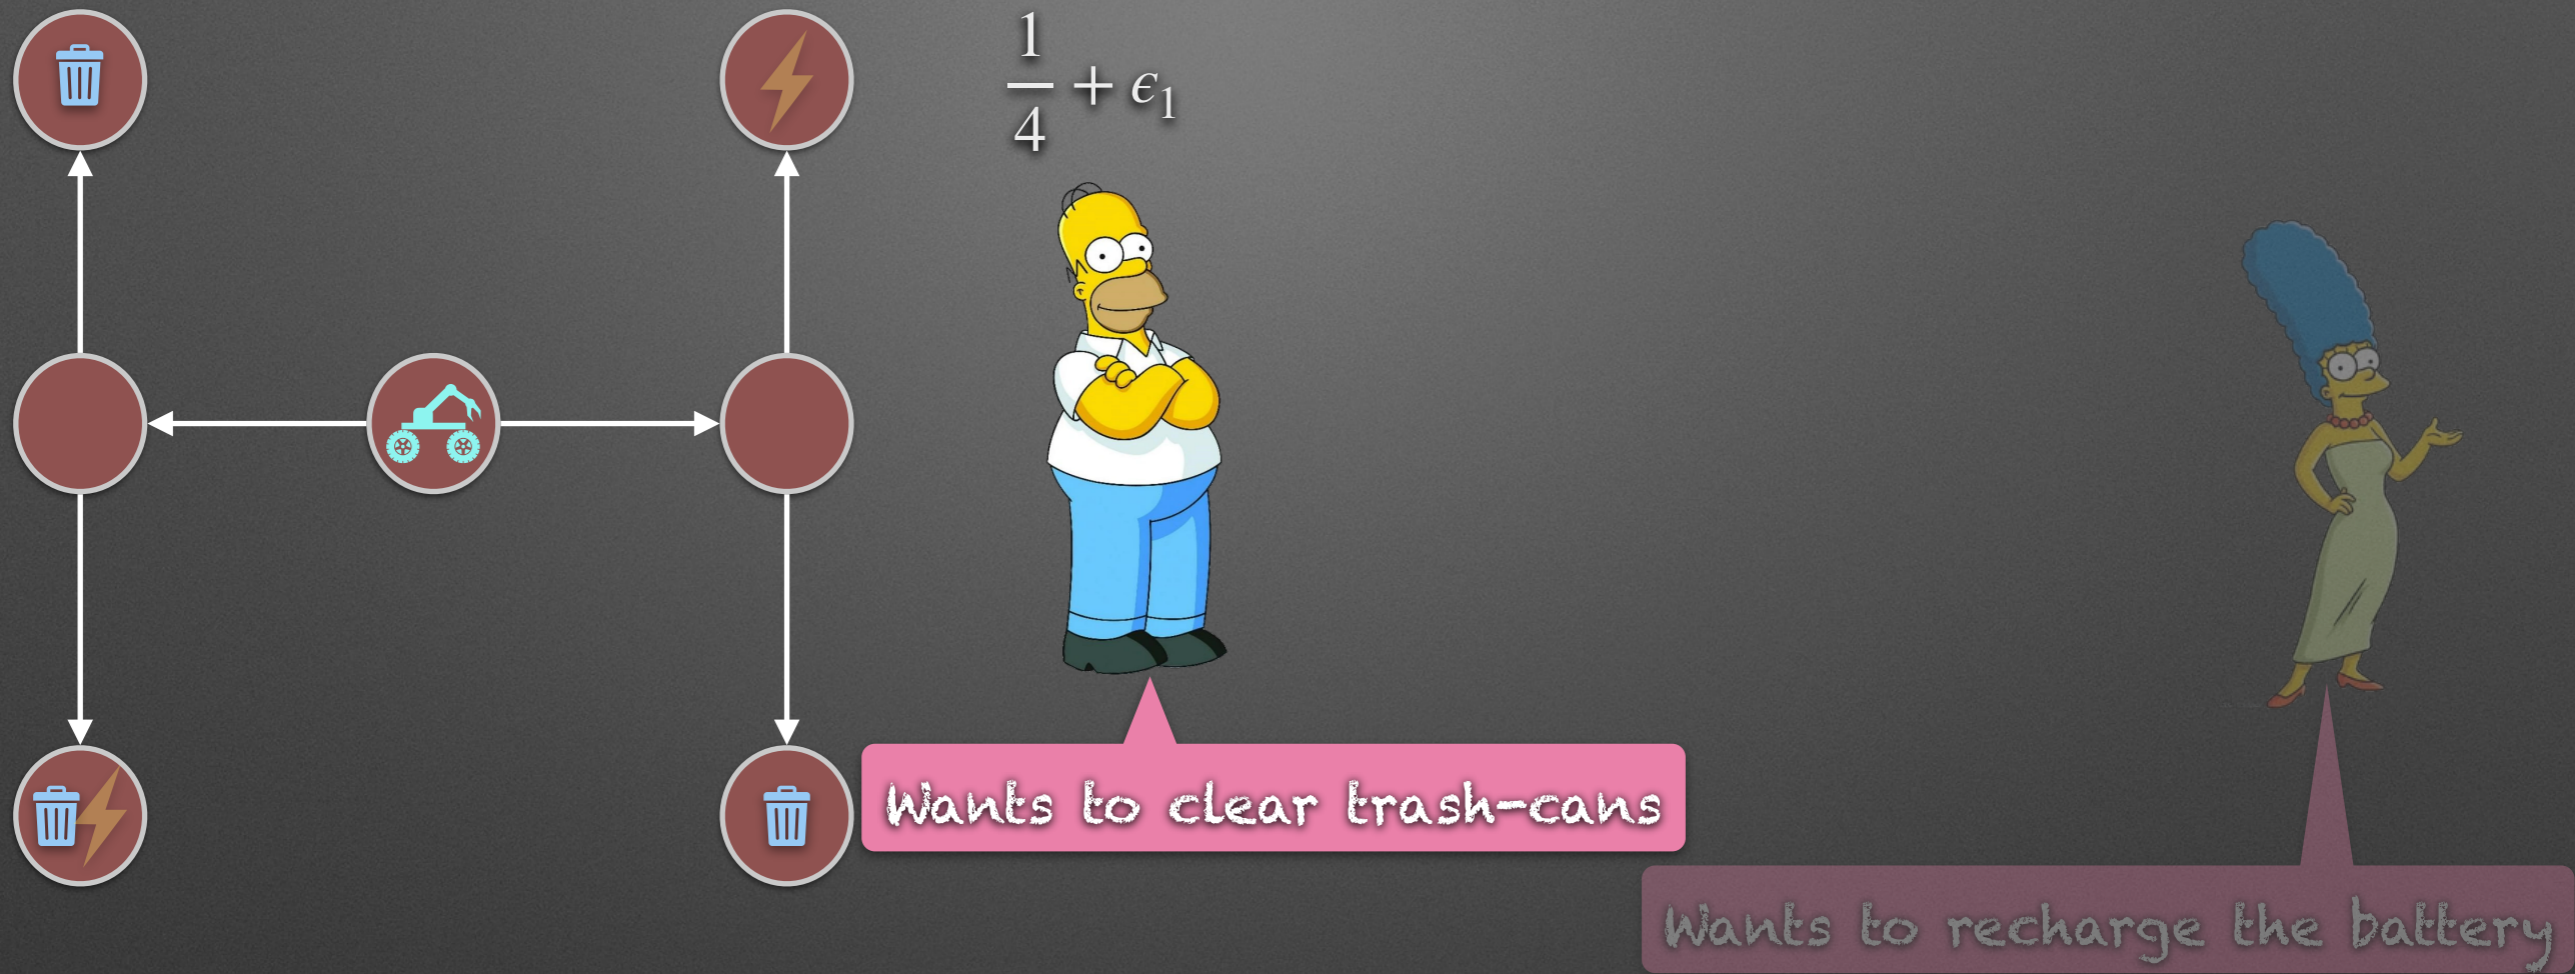 1/4 + ϵ₁
Wants to clear trash-cans
Wants to recharge the battery